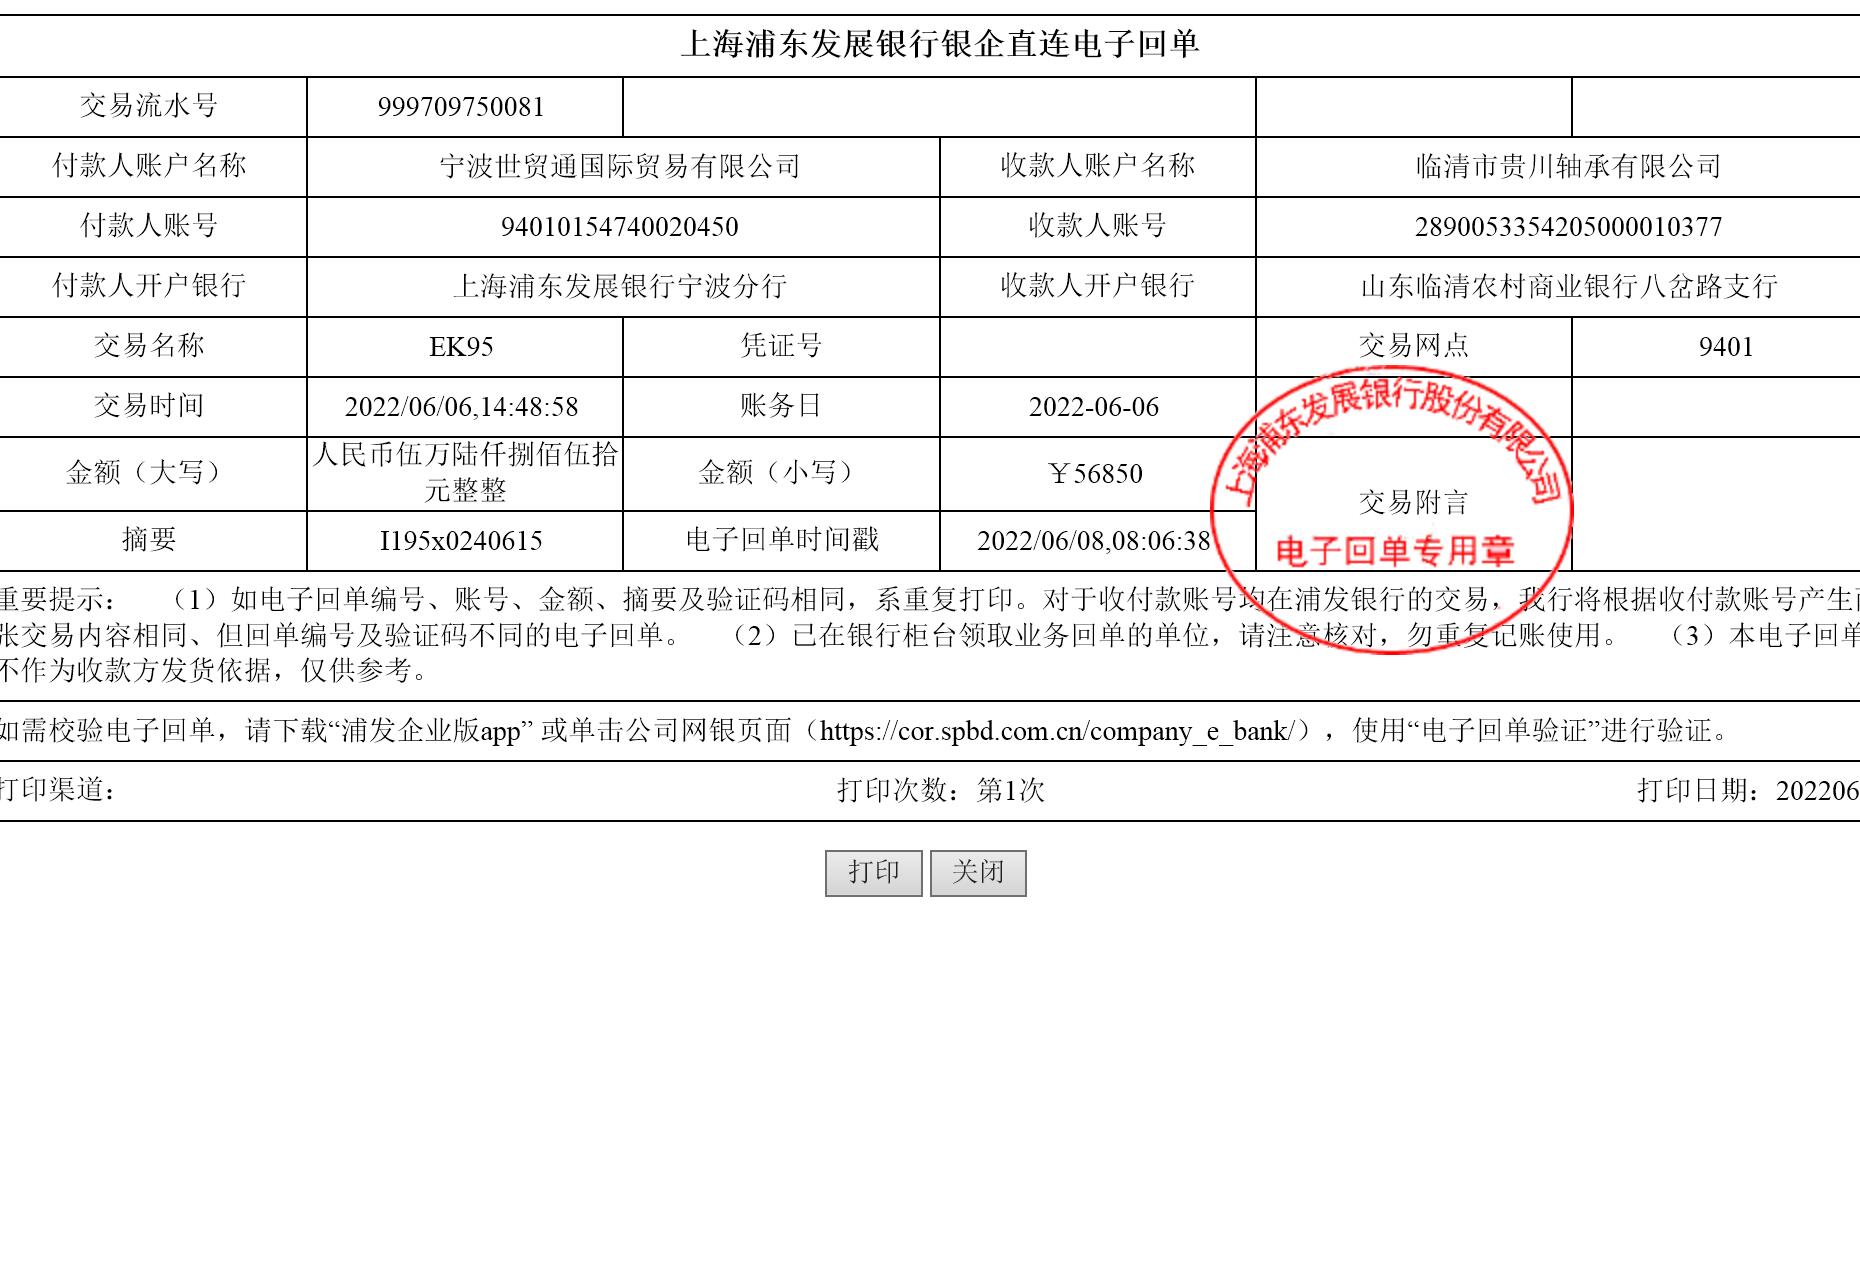 上海浦东发展银行银企直连电子回单
交易流水号 999709750081
付款人账户名称 宁波世贸通国际贸易有限公司 收款人账户名称 临清市贵川轴承有限公司
付款人账号 94010154740020450 收款人账号 2890053354205000010377
付款人开户银行 上海浦东发展银行宁波分行 收款人开户银行 山东临清农村商业银行八岔路支行
交易名称 EK95 凭证号 交易网点 9401
交易时间 2022/06/06,14:48:58 账务日 2022-06-06
金额（大写） 人民币伍万陆仟捌佰伍拾
元整整 金额（小写） ￥56850 交易附言
摘要 I195x0240615 电子回单时间戳 2022/06/08,08:06:38
上海浦东发展银行股份有限公司
电子回单专用章
重要提示： （1）如电子回单编号、账号、金额、摘要及验证码相同，系重复打印。对于收付款账号均在浦发银行的交易，我行将根据收付款账号产生
张交易内容相同、但回单编号及验证码不同的电子回单。 （2）已在银行柜台领取业务回单的单位，请注意核对，勿重复记账使用。 （3）本电子回单
不作为收款方发货依据，仅供参考。
如需校验电子回单，请下载“浦发企业版app” 或单击公司网银页面（https://cor.spbd.com.cn/company_e_bank/），使用“电子回单验证”进行验证。
打印渠道： 打印次数：第1次 打印日期：202206
打印 关闭